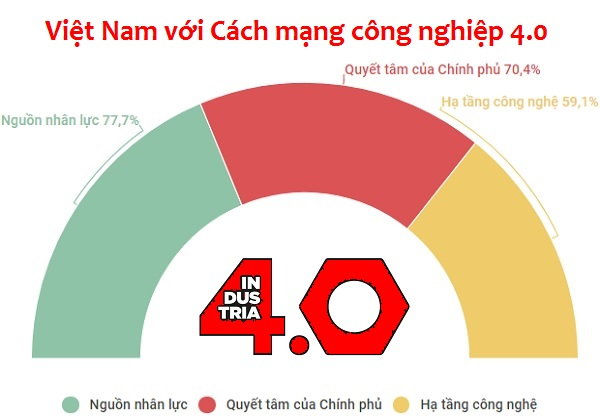 Việt Nam với Cách mạng công nghiệp 4.0
Quyết tâm của Chính phủ 70,4%
Hạ tầng công nghệ 59,1%
Nguồn nhân lực 77,7%
IN
DUS
TRIA
4.0
Nguồn nhân lực
Quyết tâm của Chính phủ
Hạ tầng công nghệ